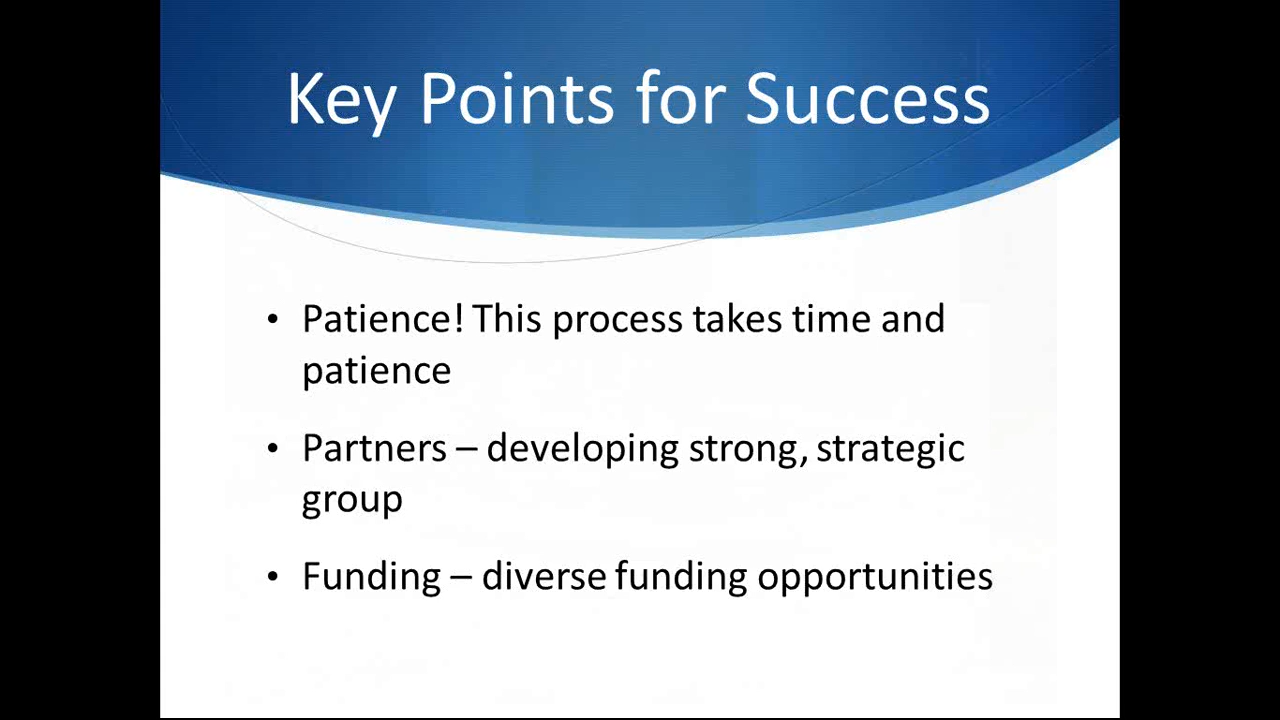 Key Points for Success
• Patience! This process takes time and
patience
• Partners – developing strong, strategic
group
• Funding – diverse funding opportunities